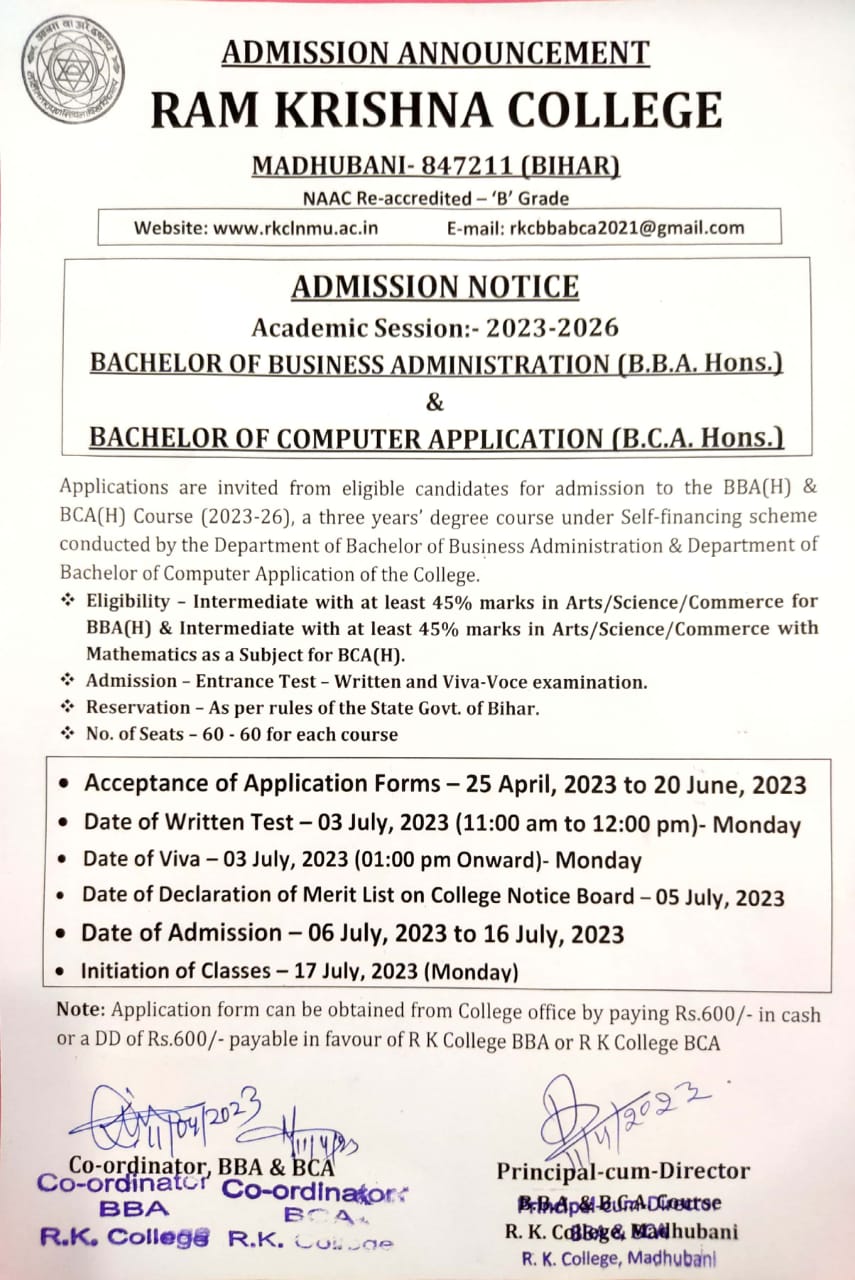 ADMISSION ANNOUNCEMENT
RAM KRISHNA COLLEGE
MADHUBANI- 847211 (BIHAR)
NAAC Re-accredited – ‘B’ Grade
Website: www.rkclnmu.ac.in E-mail: rkcbbabca2021@gmail.com
ADMISSION NOTICE
Academic Session:- 2023-2026
BACHELOR OF BUSINESS ADMINISTRATION (B.B.A. Hons.)
&
BACHELOR OF COMPUTER APPLICATION (B.C.A. Hons.)
Applications are invited from eligible candidates for admission to the BBA(H) &
BCA(H) Course (2023-26), a three years’ degree course under Self-financing scheme
conducted by the Department of Bachelor of Business Administration & Department of
Bachelor of Computer Application of the College.
❖ Eligibility – Intermediate with at least 45% marks in Arts/Science/Commerce for
BBA(H) & Intermediate with at least 45% marks in Arts/Science/Commerce with
Mathematics as a Subject for BCA(H).
❖ Admission – Entrance Test – Written and Viva-Voce examination.
❖ Reservation – As per rules of the State Govt. of Bihar.
❖ No. of Seats – 60 - 60 for each course
• Acceptance of Application Forms – 25 April, 2023 to 20 June, 2023
• Date of Written Test – 03 July, 2023 (11:00 am to 12:00 pm)- Monday
• Date of Viva – 03 July, 2023 (01:00 pm Onward)- Monday
• Date of Declaration of Merit List on College Notice Board – 05 July, 2023
• Date of Admission – 06 July, 2023 to 16 July, 2023
• Initiation of Classes – 17 July, 2023 (Monday)
Note: Application form can be obtained from College office by paying Rs.600/- in cash
or a DD of Rs.600/- payable in favour of R K College BBA or R K College BCA
11/04/2023
11/4/23
11/4/2023
Co-ordinator, BBA & BCA
Co-ordinator
BBA
R.K. College
Co-ordinator
BCA
R.K. College
Principal-cum-Director
B.B.A. & B.C.A. Course
R. K. College, Madhubani
Principal-cum-Director
BBA & BCA
R. K. College, Madhubani